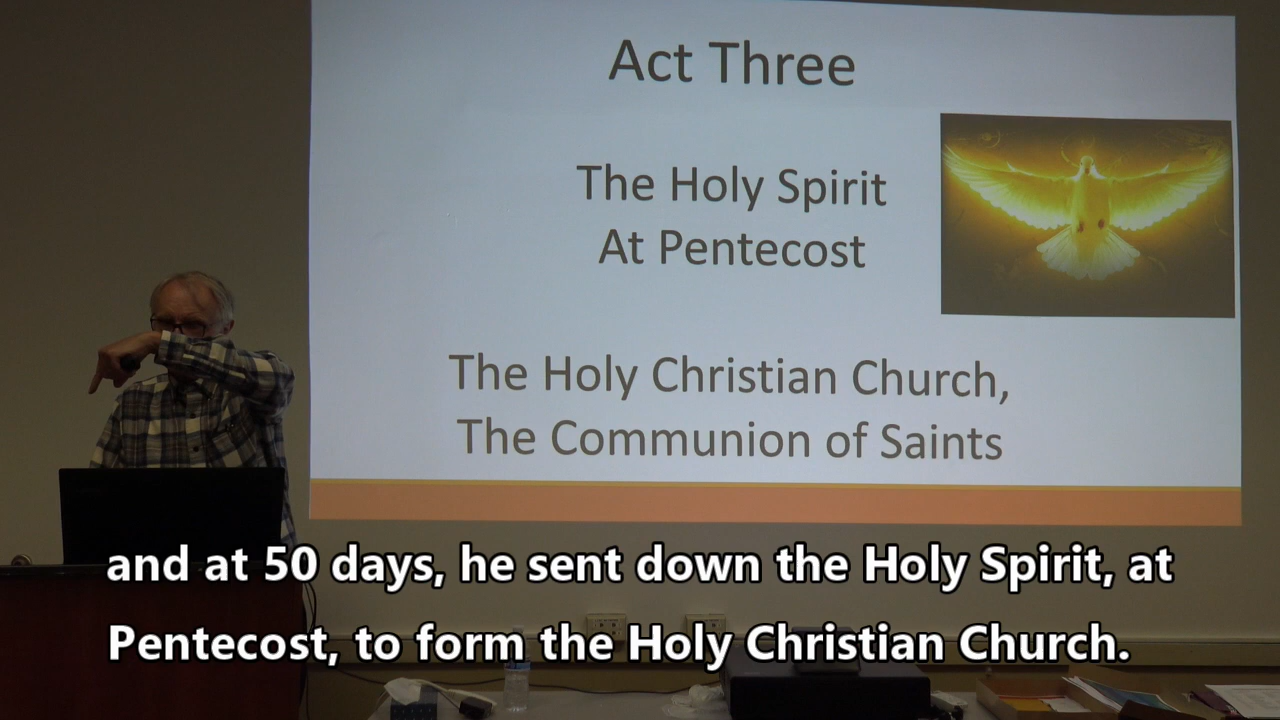 Act Three
The Holy Spirit
At Pentecost
The Holy Christian Church,
The Communion of Saints
and at 50 days, he sent down the Holy Spirit, at
Pentecost, to form the Holy Christian Church.